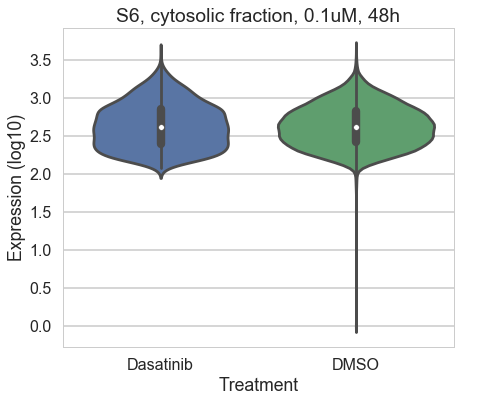 S6, cytosolic fraction, 0.1uM, 48h
Expression (log10)
3.5
3.0
2.5
2.0
1.5
1.0
0.5
0.0
Dasatinib DMSO
Treatment